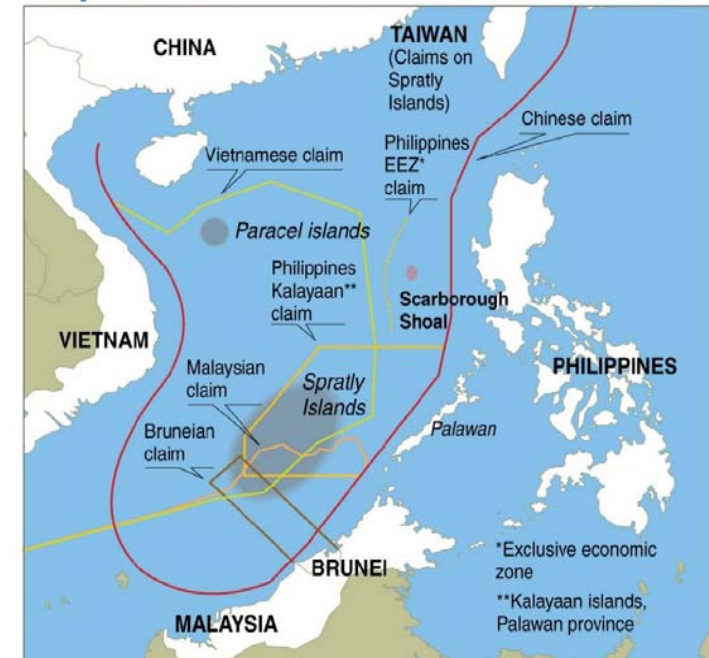 CHINA
TAIWAN
(Claims on
Spratly
Islands)
Chinese claim
Philippines
EEZ*
claim
Vietnamese claim
Paracel islands
Philippines
Kalayaan**
claim
Scarborough
Shoal
VIETNAM
Malaysian
claim
Spratly
Islands
PHILIPPINES
Bruneian
claim
Palawan
BRUNEI
MALAYSIA
*Exclusive economic
zone
**Kalayaan islands,
Palawan province